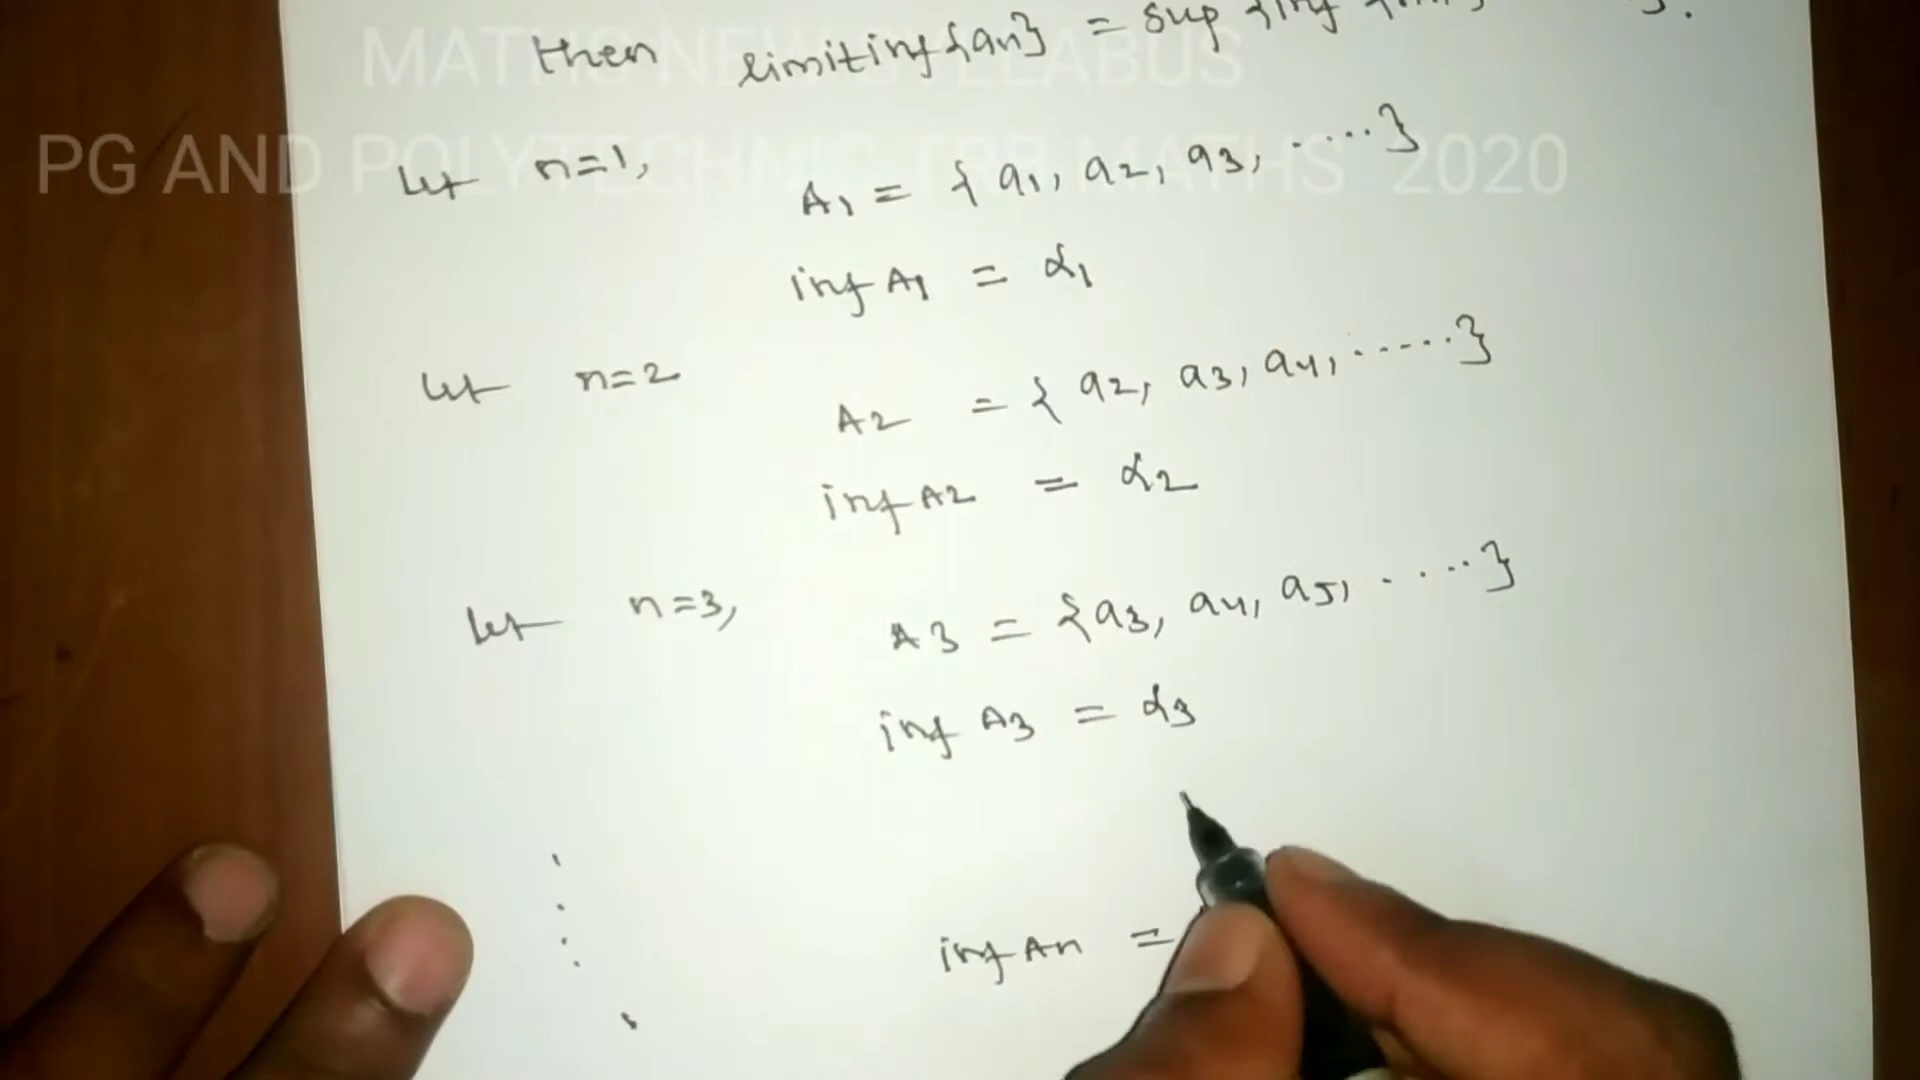 then limitinf{an} = sup {inf
MATHS NEW SYLLABUS
PG AND POLYTECHNIC TRB MATHS 2020
Let n=1, A1 = { a1, a2, a3, .....}
inf A1 = α1
Let n=2 A2 = { a2, a3, a4, ......}
inf A2 = α2
Let n=3, A3 = {a3, a4, a5, .....}
inf A3 = α3
inf An =